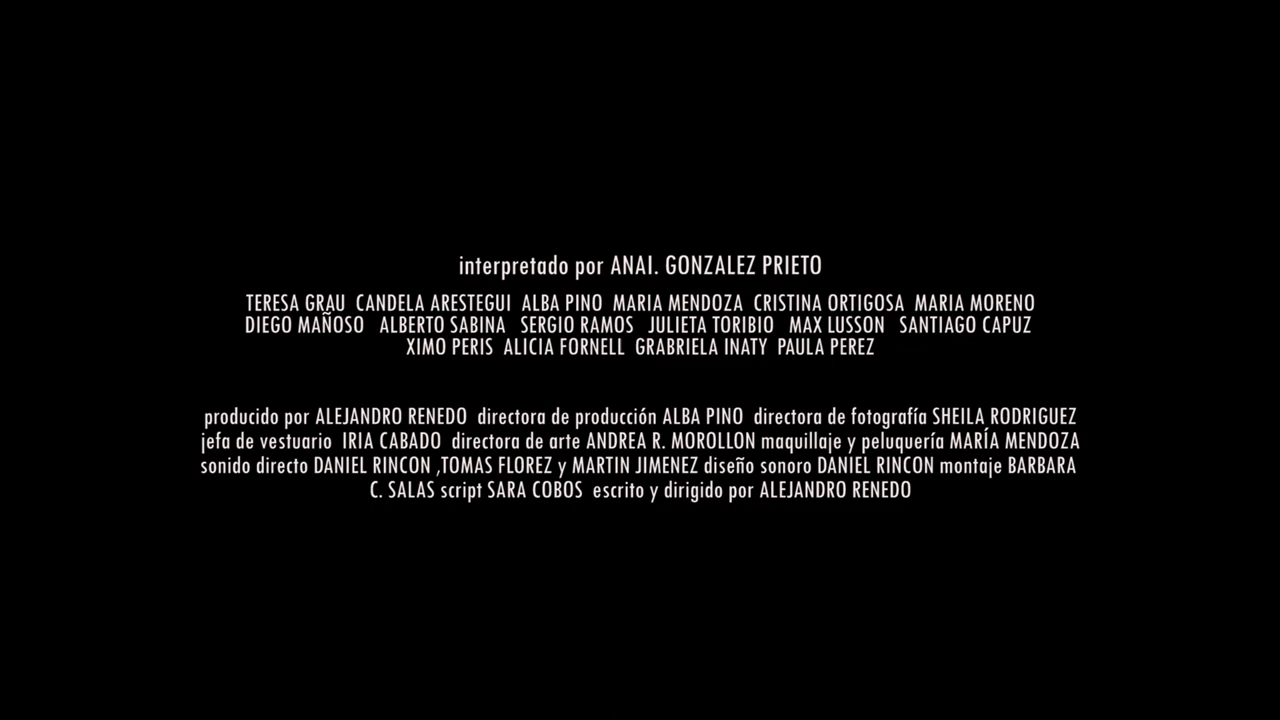 interpretado por ANAI. GONZALEZ PRIETO
TERESA GRAU CANDELA ARESTEGUI ALBA PINO MARIA MENDOZA CRISTINA ORTIGOSA MARIA MORENO
DIEGO MAÑOSO ALBERTO SABINA SERGIO RAMOS JULIETA TORIBIO MAX LUSSON SANTIAGO CAPUZ
XIMO PERIS ALICIA FORNELL GRABRIELA INATY PAULA PEREZ
producido por ALEJANDRO RENEDO directora de producción ALBA PINO directora de fotografía SHEILA RODRIGUEZ
jefa de vestuario IRIA CABADO directora de arte ANDREA R. MOROLLON maquillaje y peluquería MARÍA MENDOZA
sonido directo DANIEL RINCON ,TOMAS FLOREZ y MARTIN JIMENEZ diseño sonoro DANIEL RINCON montaje BARBARA
C. SALAS script SARA COBOS escrito y dirigido por ALEJANDRO RENEDO